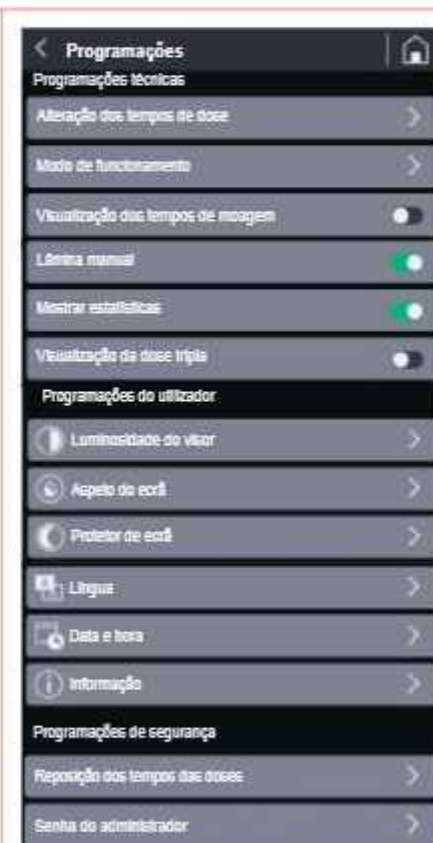 Programações
Programações técnicas
Alteração dos tempos de dose
Modo de funcionamento
Visualização dos tempos de moagem
Lâmina manual
Mostrar estatísticas
Visualização da dose tripla
Programações do utilizador
Luminosidade do visor
Aspeto do ecrã
Protetor de ecrã
Língua
Data e hora
Informação
Programações de segurança
Reposição dos tempos das doses
Senha do administrador